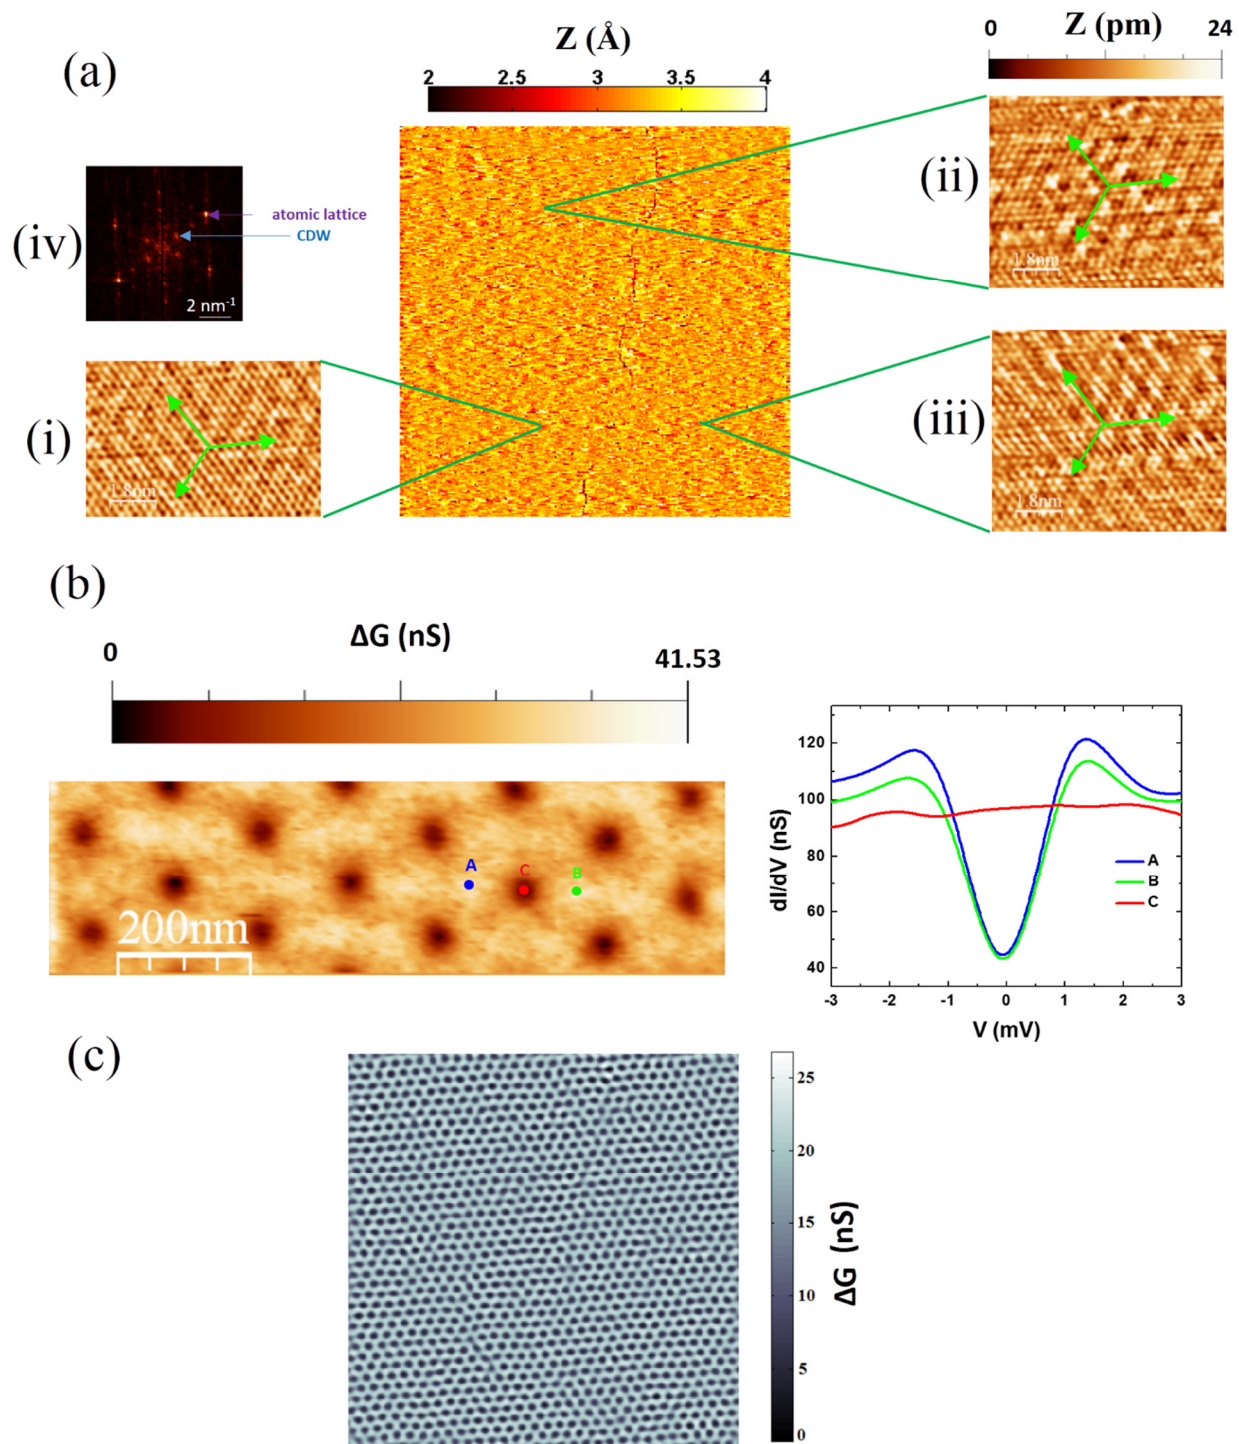 (a)
Z (Å)
2 2.5 3 3.5 4
0 Z (pm) 24
(iv)
atomic lattice
CDW
2 nm⁻¹
(ii)
1.8nm
(i)
1.8nm
(iii)
1.8nm
(b)
ΔG (nS)
0 41.53
A
C
B
200nm
dI/dV (nS)
120
100
80
60
40
A
B
C
-3 -2 -1 0 1 2 3
V (mV)
(c)
25
20
15
10
5
0
ΔG (nS)